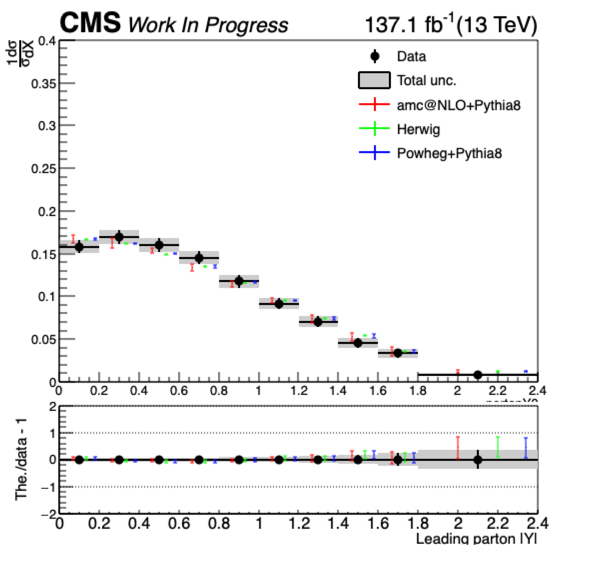 CMS Work In Progress 137.1 fb-1(13 TeV)
1 dσ
σ dX
0.4
0.35
0.3
0.25
0.2
0.15
0.1
0.05
0
Data
Total unc.
amc@NLO+Pythia8
Herwig
Powheg+Pythia8
0 0.2 0.4 0.6 0.8 1 1.2 1.4 1.6 1.8 2 2.2 2.4
The./data - 1
2
1
0
−1
−2
0 0.2 0.4 0.6 0.8 1 1.2 1.4 1.6 1.8 2 2.2 2.4
Leading parton |Y|